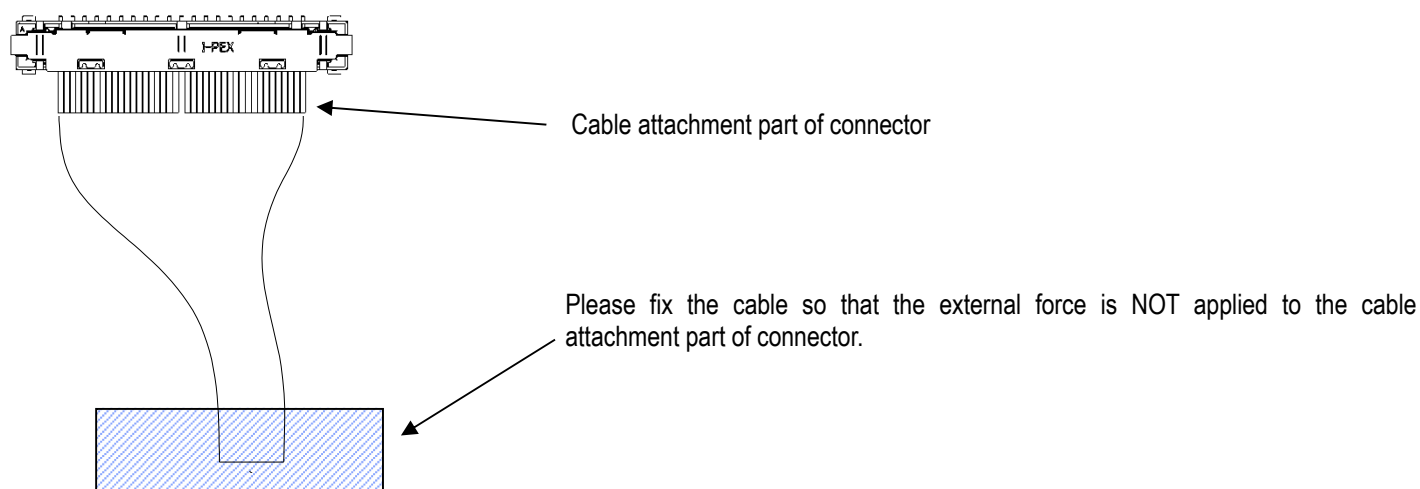 I-PEX
Cable attachment part of connector
Please fix the cable so that the external force is NOT applied to the cable
attachment part of connector.